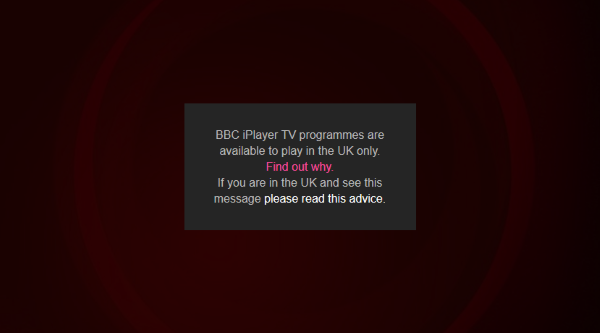 BBC iPlayer TV programmes are
available to play in the UK only.
Find out why.
If you are in the UK and see this
message please read this advice.